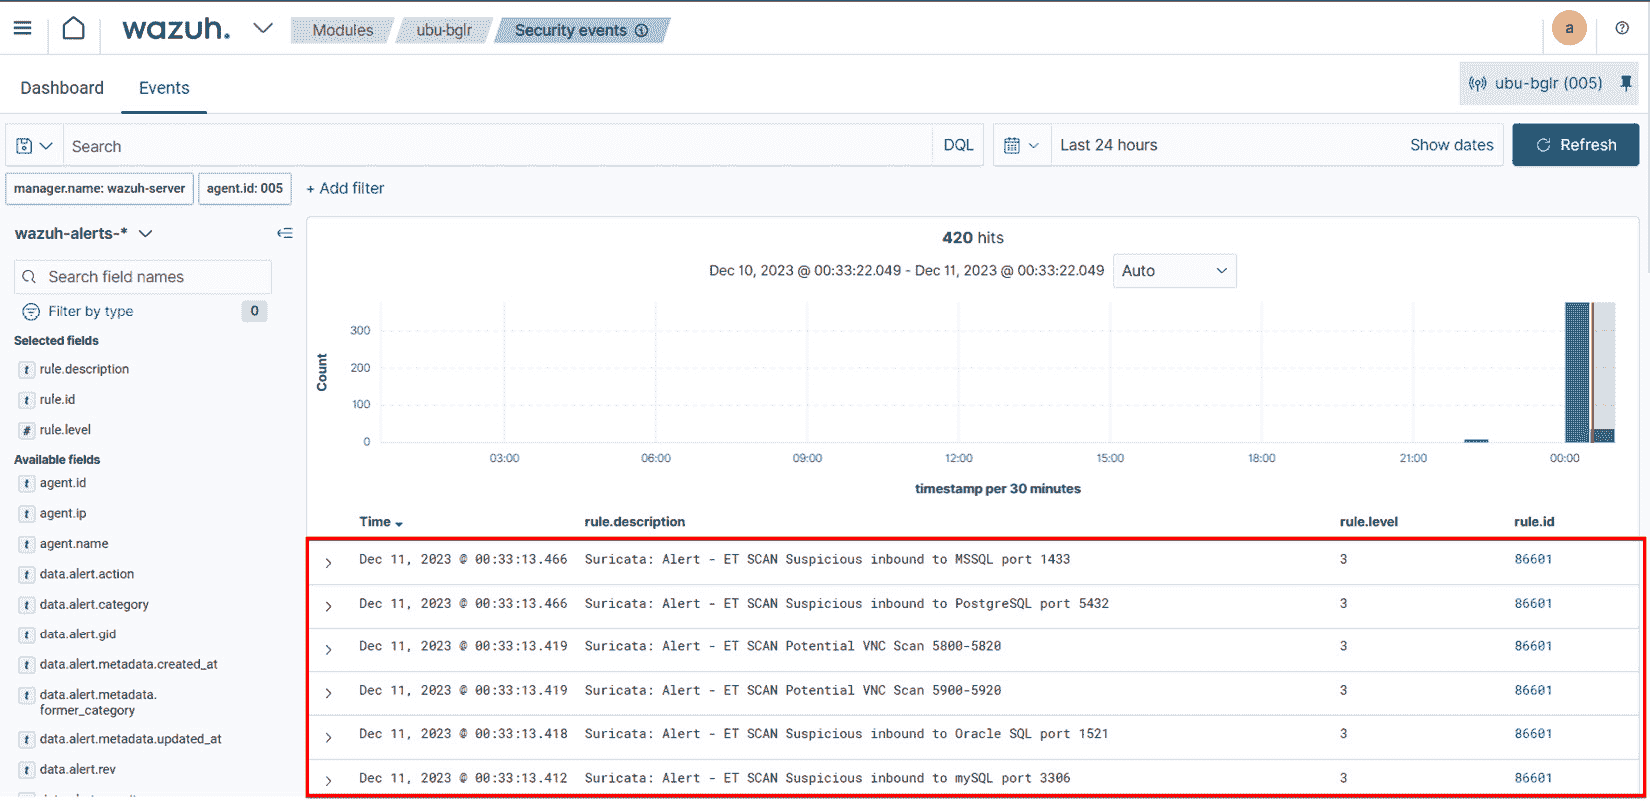 wazuh.
Modules
ubu-bglr
Security events
a
Dashboard
Events
ubu-bglr (005)
Search
DQL
Last 24 hours
Show dates
Refresh
manager.name: wazuh-server
agent.id: 005
+ Add filter
wazuh-alerts-*
Search field names
Filter by type
0
Selected fields
t rule.description
t rule.id
# rule.level
Available fields
t agent.id
t agent.ip
t agent.name
t data.alert.action
t data.alert.category
t data.alert.gid
t data.alert.metadata.created_at
t data.alert.metadata.
former_category
t data.alert.metadata.updated_at
t data.alert.rev
420 hits
Dec 10, 2023 @ 00:33:22.049 - Dec 11, 2023 @ 00:33:22.049
Auto
Count
300
200
100
0
03:00 06:00 09:00 12:00 15:00 18:00 21:00 00:00
timestamp per 30 minutes
Time rule.description rule.level rule.id
Dec 11, 2023 @ 00:33:13.466 Suricata: Alert - ET SCAN Suspicious inbound to MSSQL port 1433 3 86601
Dec 11, 2023 @ 00:33:13.466 Suricata: Alert - ET SCAN Suspicious inbound to PostgreSQL port 5432 3 86601
Dec 11, 2023 @ 00:33:13.419 Suricata: Alert - ET SCAN Potential VNC Scan 5800-5820 3 86601
Dec 11, 2023 @ 00:33:13.419 Suricata: Alert - ET SCAN Potential VNC Scan 5900-5920 3 86601
Dec 11, 2023 @ 00:33:13.418 Suricata: Alert - ET SCAN Suspicious inbound to Oracle SQL port 1521 3 86601
Dec 11, 2023 @ 00:33:13.412 Suricata: Alert - ET SCAN Suspicious inbound to mySQL port 3306 3 86601